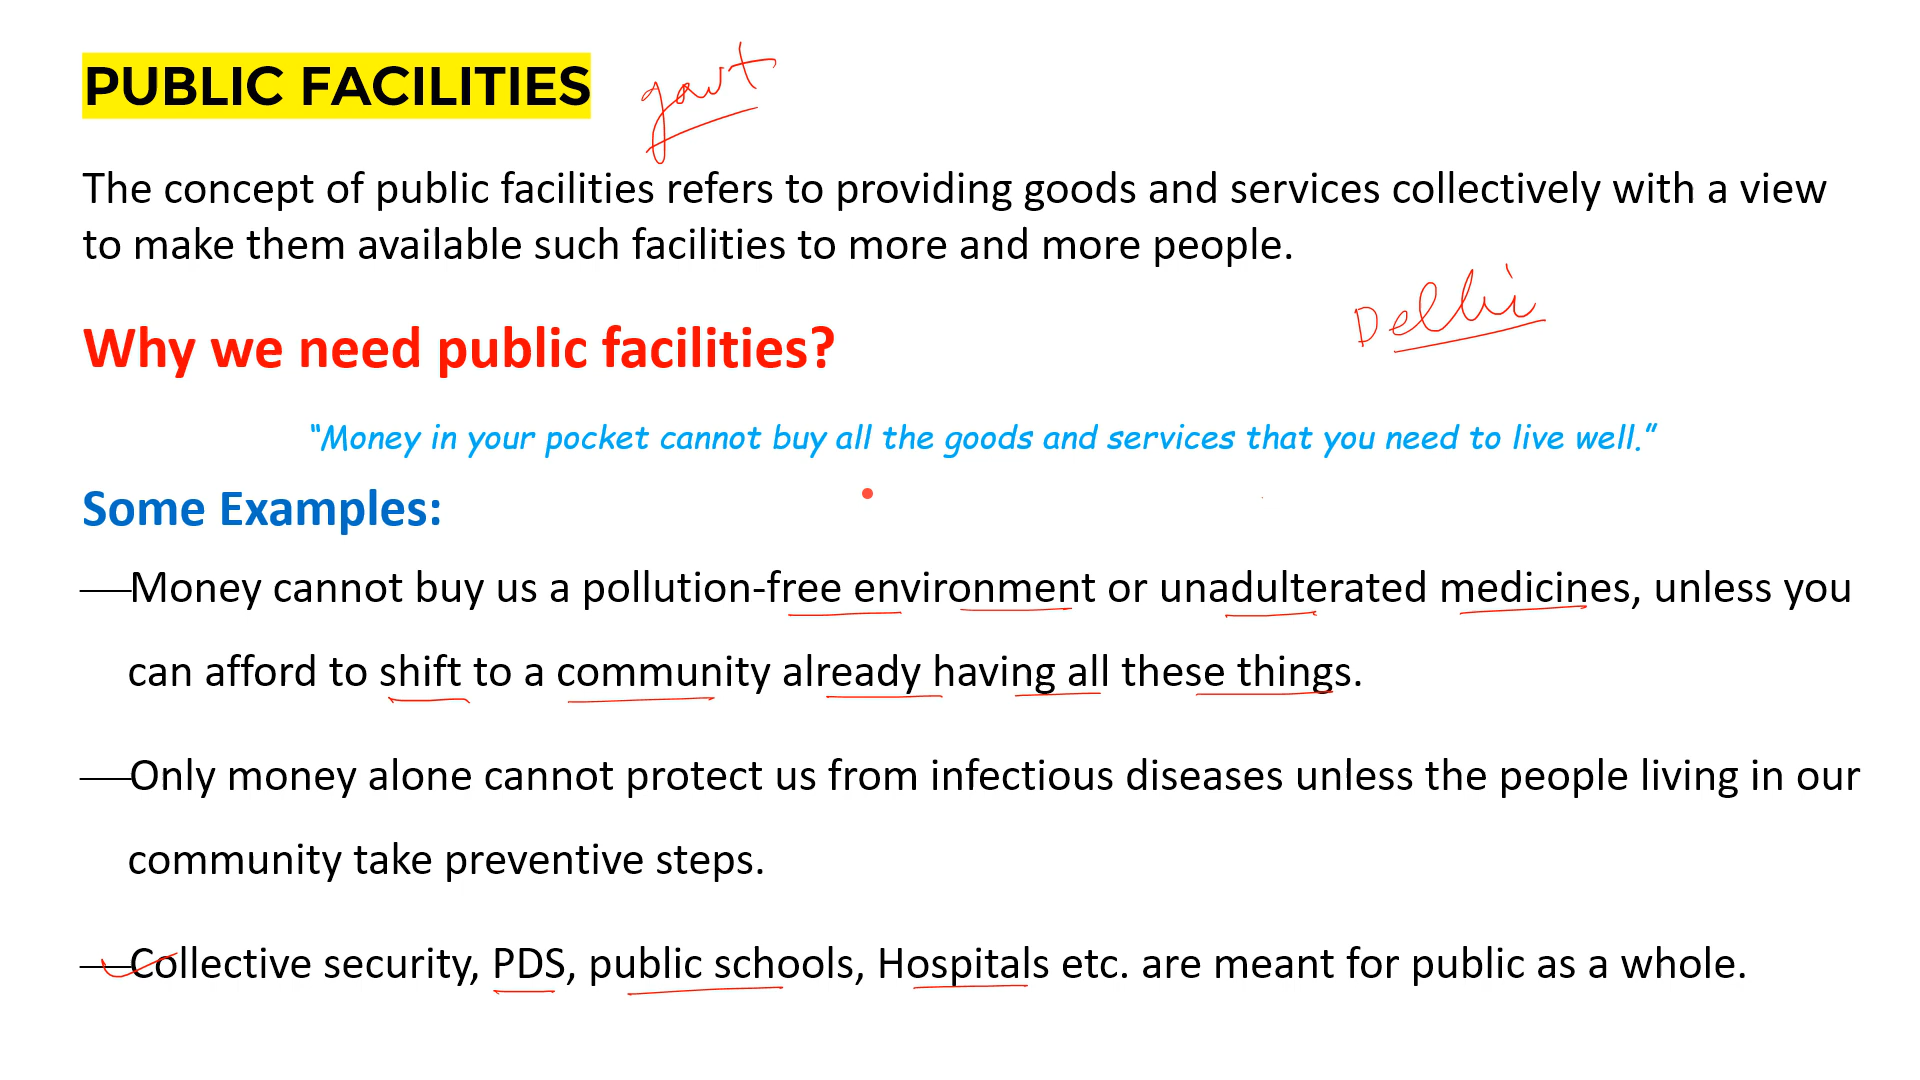 PUBLIC FACILITIES govt
The concept of public facilities refers to providing goods and services collectively with a view
to make them available such facilities to more and more people.
Delhi
Why we need public facilities?
“Money in your pocket cannot buy all the goods and services that you need to live well.”
Some Examples:
—Money cannot buy us a pollution-free environment or unadulterated medicines, unless you
can afford to shift to a community already having all these things.
—Only money alone cannot protect us from infectious diseases unless the people living in our
community take preventive steps.
—Collective security, PDS, public schools, Hospitals etc. are meant for public as a whole.